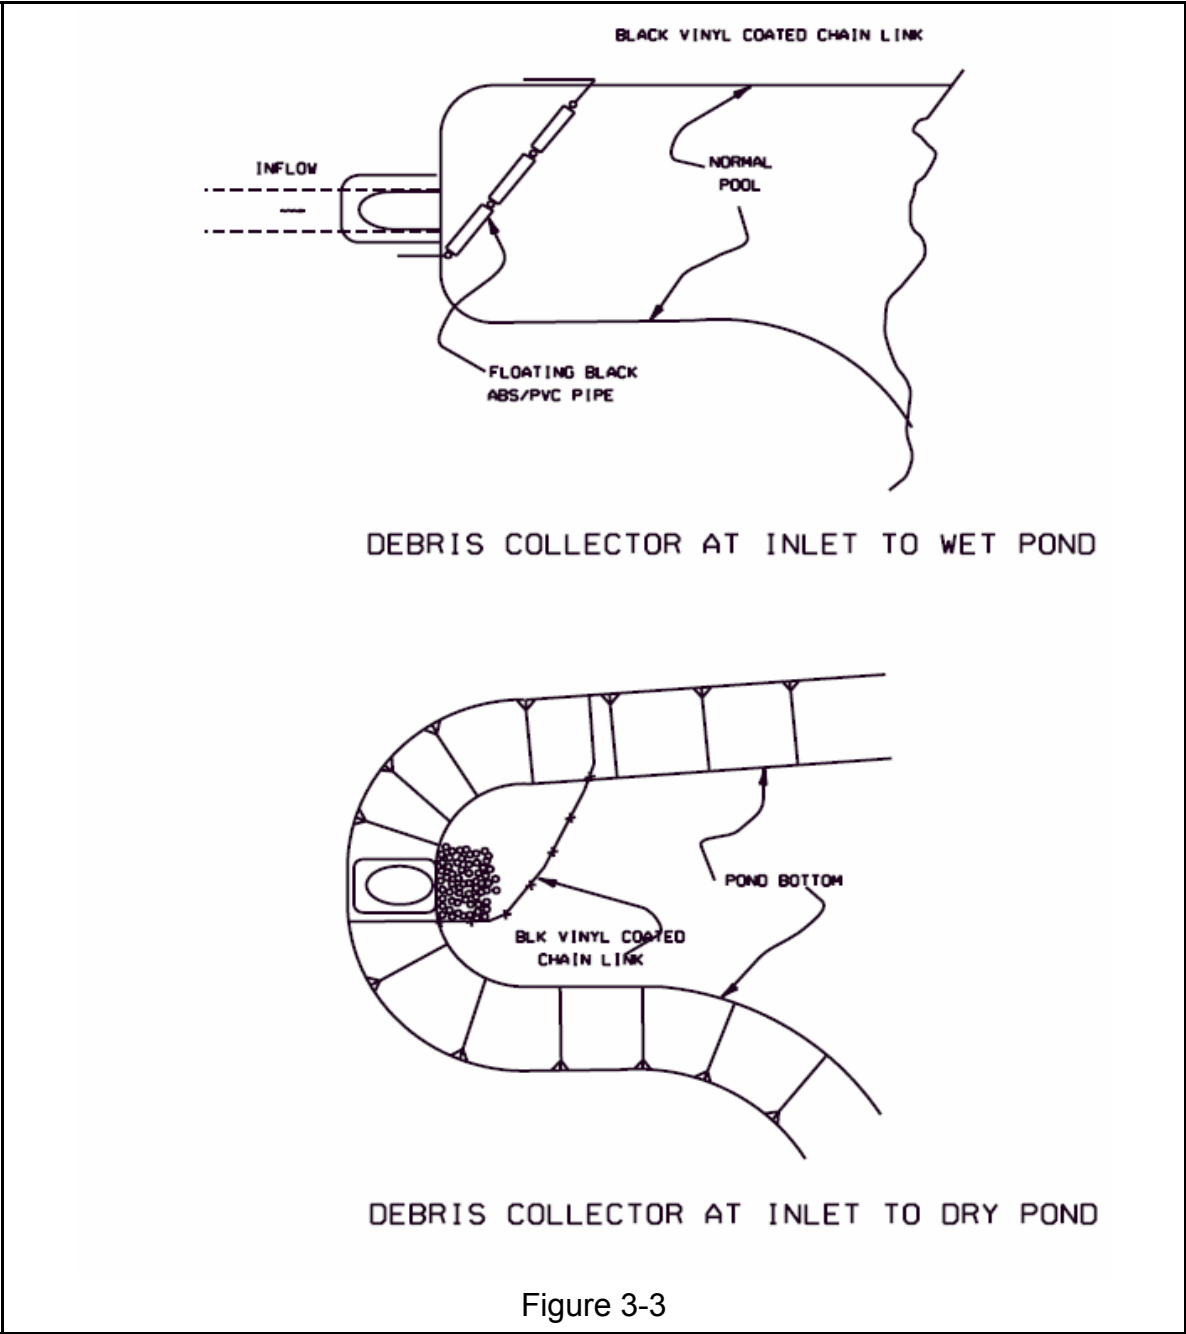 BLACK VINYL COATED CHAIN LINK
INFLOW
NORMAL
POOL
FLOATING BLACK
ABS/PVC PIPE
DEBRIS COLLECTOR AT INLET TO WET POND
POND BOTTOM
BLK VINYL COATED
CHAIN LINK
DEBRIS COLLECTOR AT INLET TO DRY POND
Figure 3-3